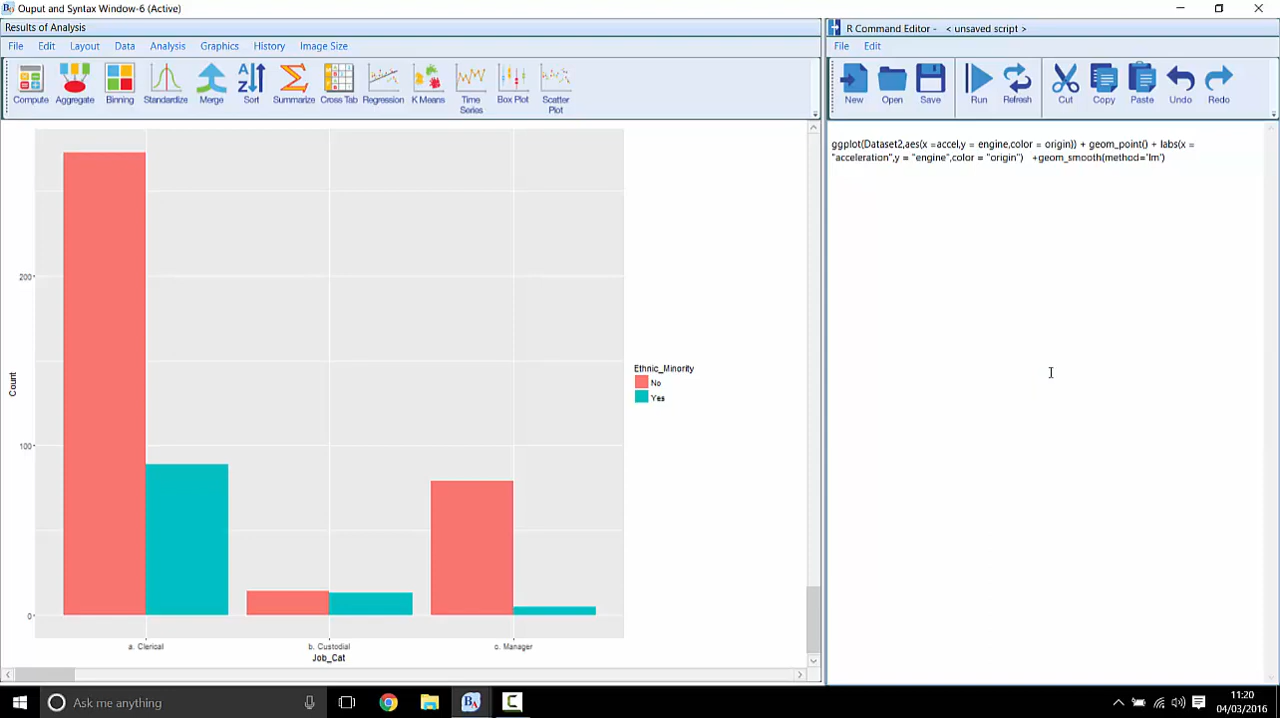 Ouput and Syntax Window-6 (Active)
Results of Analysis
File Edit Layout Data Analysis Graphics History Image Size
Compute Aggregate Binning Standardize Merge Sort Summarize Cross Tab Regression K Means Time Series Box Plot Scatter Plot
200
100
0
Count
a. Clerical b. Custodial c. Manager
Job_Cat
Ethnic_Minority
No
Yes
R Command Editor - < unsaved script >
File Edit
New Open Save Run Refresh Cut Copy Paste Undo Redo
ggplot(Dataset2,aes(x =accel,y = engine,color = origin)) + geom_point() + labs(x =
"acceleration",y = "engine",color = "origin") +geom_smooth(method='lm')
Ask me anything
11:20
04/03/2016